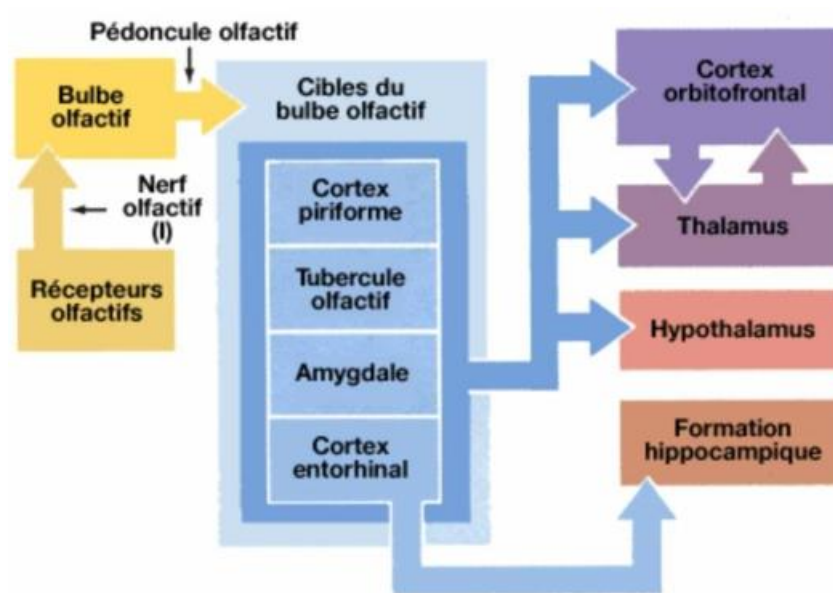 Pédoncule olfactif
Bulbe
olfactif
Nerf
olfactif
(I)
Récepteurs
olfactifs
Cibles du
bulbe olfactif
Cortex
piriforme
Tubercule
olfactif
Amygdale
Cortex
entorhinal
Cortex
orbitofrontal
Thalamus
Hypothalamus
Formation
hippocampique